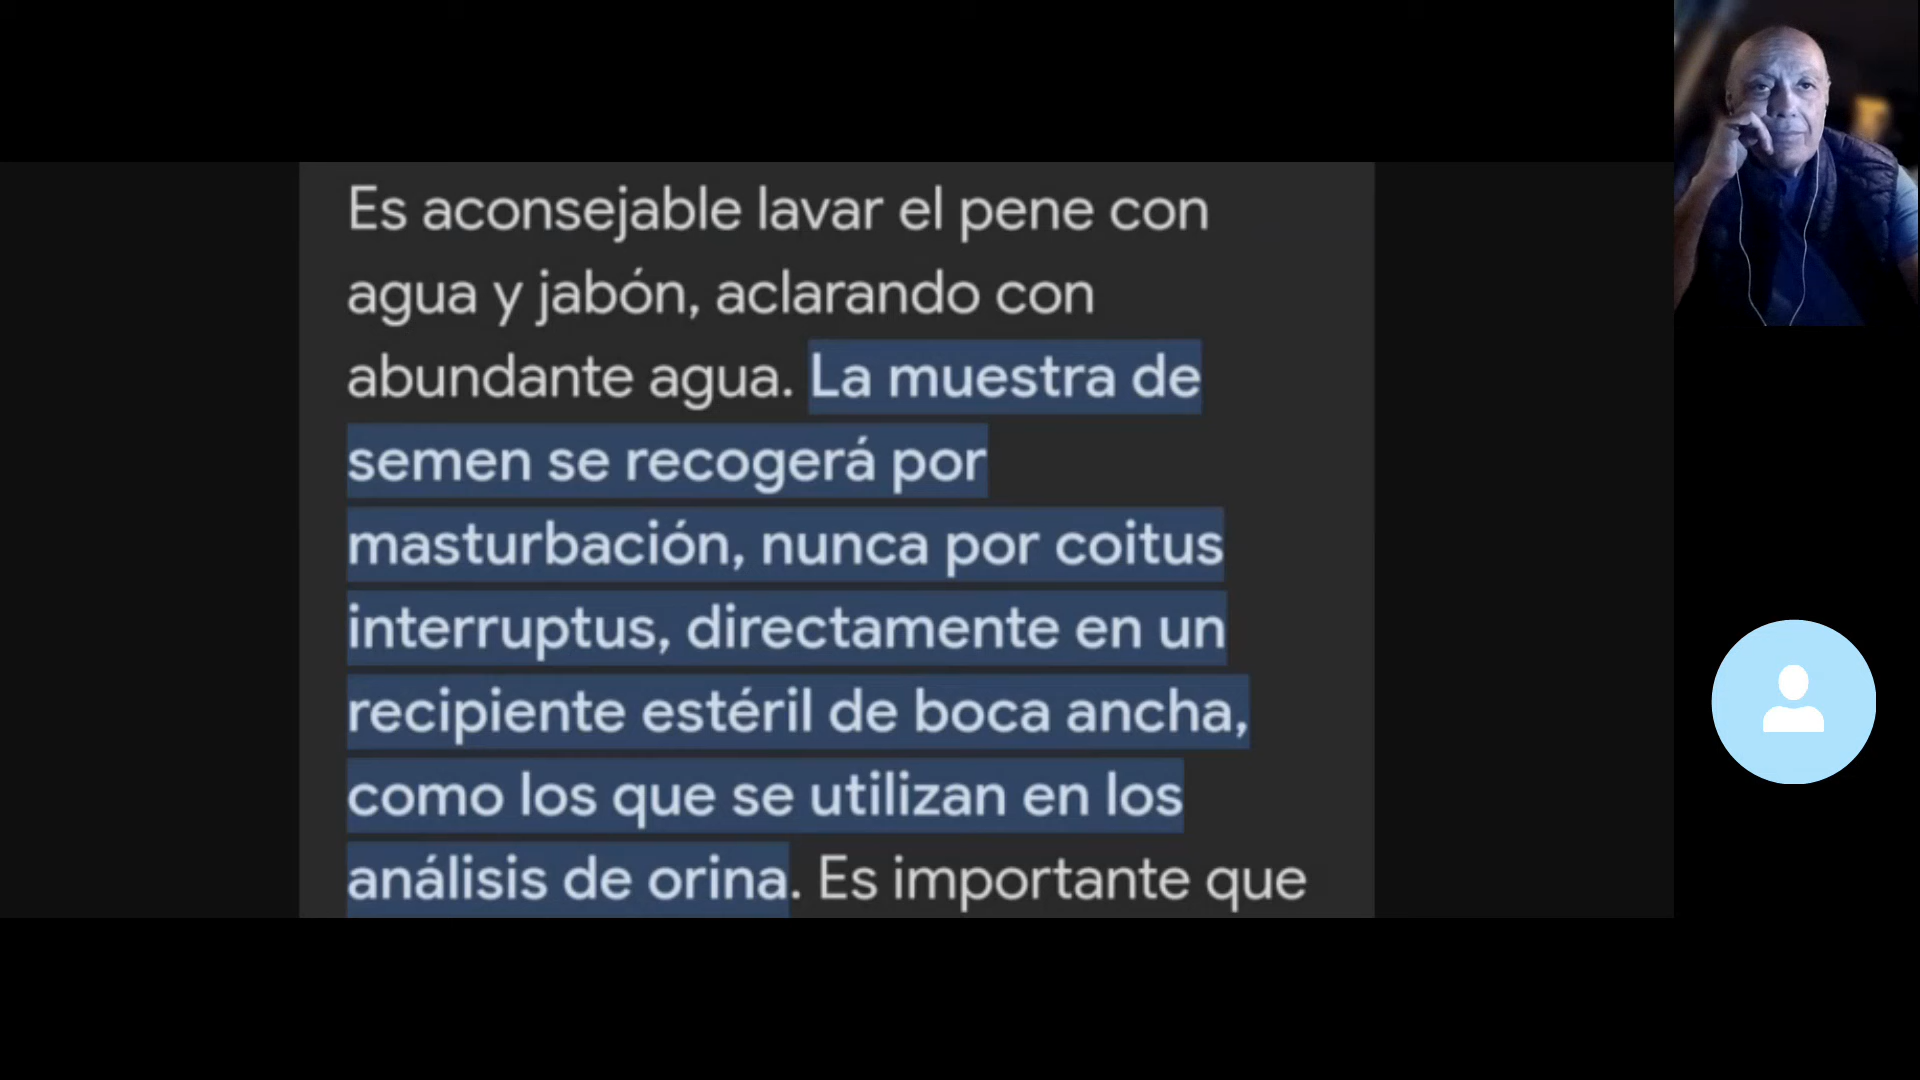 Es aconsejable lavar el pene con
agua y jabón, aclarando con
abundante agua. La muestra de
semen se recogerá por
masturbación, nunca por coitus
interruptus, directamente en un
recipiente estéril de boca ancha,
como los que se utilizan en los
análisis de orina. Es importante que